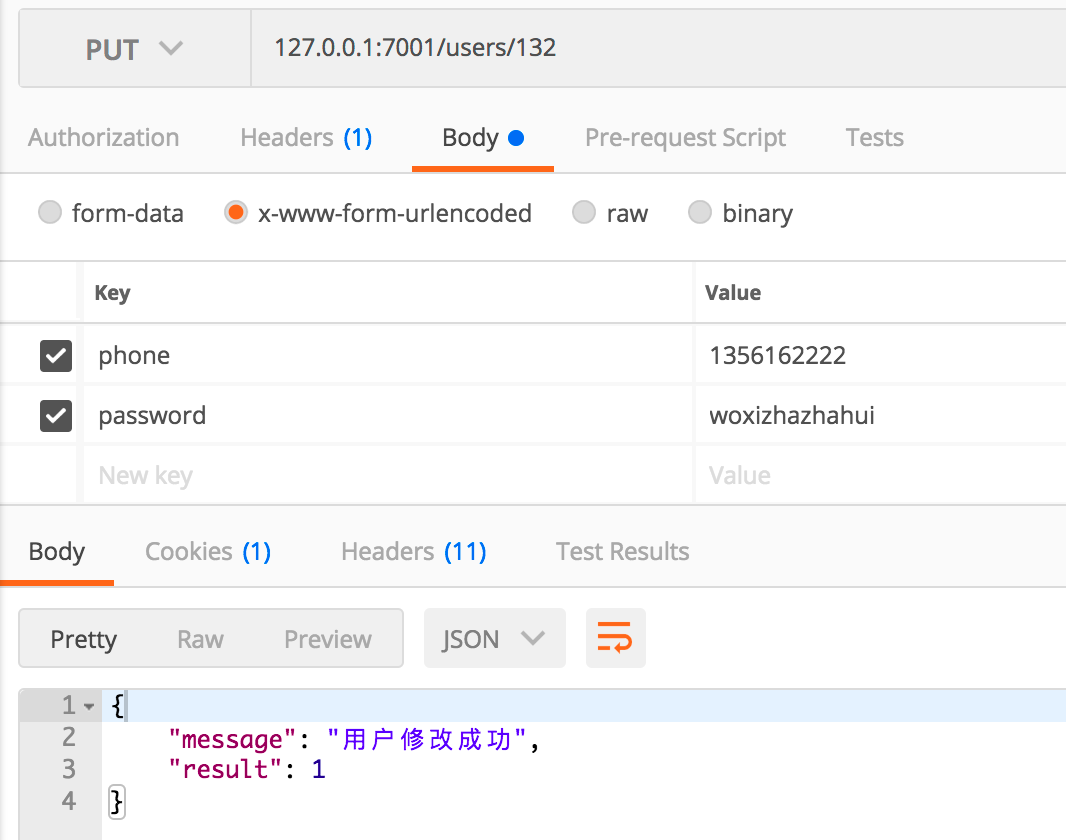 PUT 127.0.0.1:7001/users/132
Authorization Headers (1) Body Pre-request Script Tests
form-data x-www-form-urlencoded raw binary
Key Value
phone 1356162222
password woxizhazhahui
New key Value
Body Cookies (1) Headers (11) Test Results
Pretty Raw Preview JSON
1 {
2 "message": "用户修改成功",
3 "result": 1
4 }